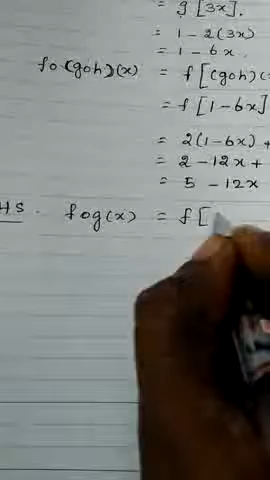 = g[3x].
= 1 - 2(3x)
= 1 - 6x.
fo(goh)(x) = f[(goh)(
= f[1-6x]
= 2(1-6x) +
= 2 - 12x +
= 5 - 12x
HS. fog(x) = f[